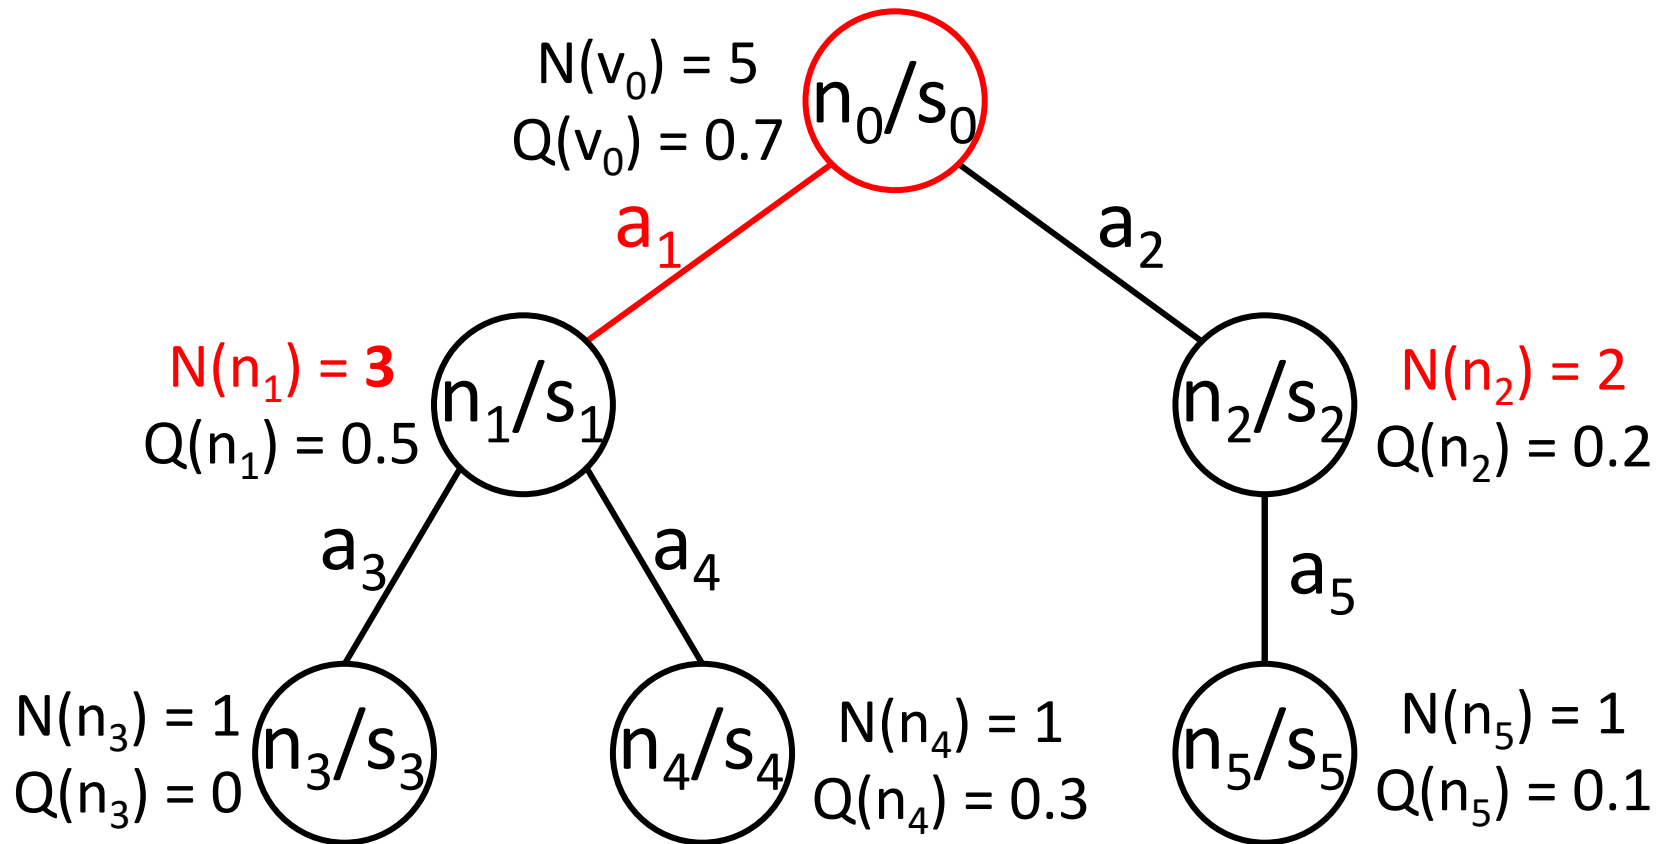 N(v₀) = 5
Q(v₀) = 0.7
n₀/s₀
a₁
a₂
N(n₁) = 3
Q(n₁) = 0.5
n₁/s₁
n₂/s₂
N(n₂) = 2
Q(n₂) = 0.2
a₃
a₄
a₅
N(n₃) = 1
Q(n₃) = 0
n₃/s₃
n₄/s₄
N(n₄) = 1
Q(n₄) = 0.3
n₅/s₅
N(n₅) = 1
Q(n₅) = 0.1